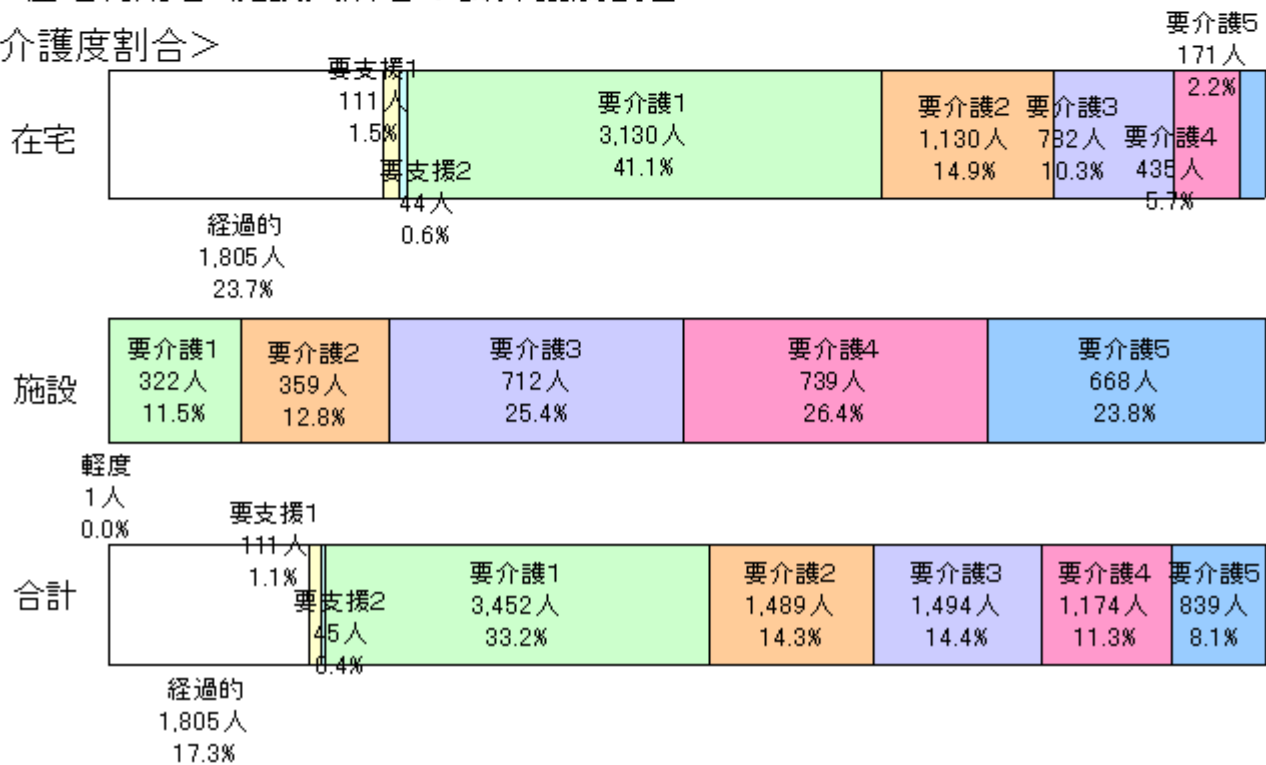 介護度割合＞
要介護5
171人
2.2%
在宅
要支援1
111人
1.5%
要支援2
44人
0.6%
要介護1
3,130人
41.1%
要介護2
1,130人
14.9%
要介護3
782人
10.3%
要介護4
435人
5.7%
経過的
1,805人
23.7%
施設
要介護1
322人
11.5%
要介護2
359人
12.8%
要介護3
712人
25.4%
要介護4
739人
26.4%
要介護5
668人
23.8%
軽度
1人
0.0%
合計
要支援1
111人
1.1%
要支援2
45人
0.4%
要介護1
3,452人
33.2%
要介護2
1,489人
14.3%
要介護3
1,494人
14.4%
要介護4
1,174人
11.3%
要介護5
839人
8.1%
経過的
1,805人
17.3%